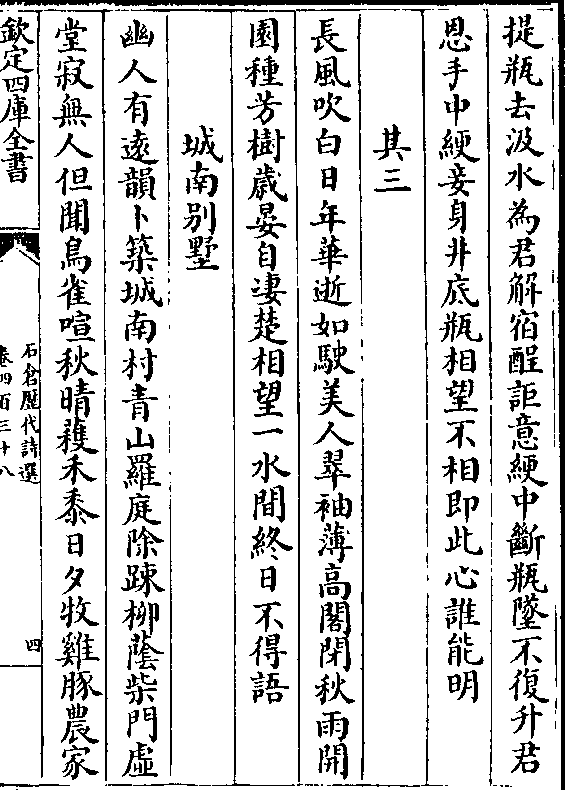 提瓶去汲水為君解宿酲詎意綆中斷瓶墜不復升君
恩手中綆妾身井底瓶相望不相即此心誰能明
其三
長風吹白日年華逝如駛美人翠袖薄高閣閉秋雨開
園種芳樹歲晏自淒楚相望一水間終日不得語
城南别墅
幽人有遠韻卜築城南村青山羅庭除踈柳蔭柴門虛
堂寂無人但聞鳥雀喧秋晴穫禾黍日夕牧雞豚農家
欽定四庫全書
石倉歷代詩選
卷四百三十八
四